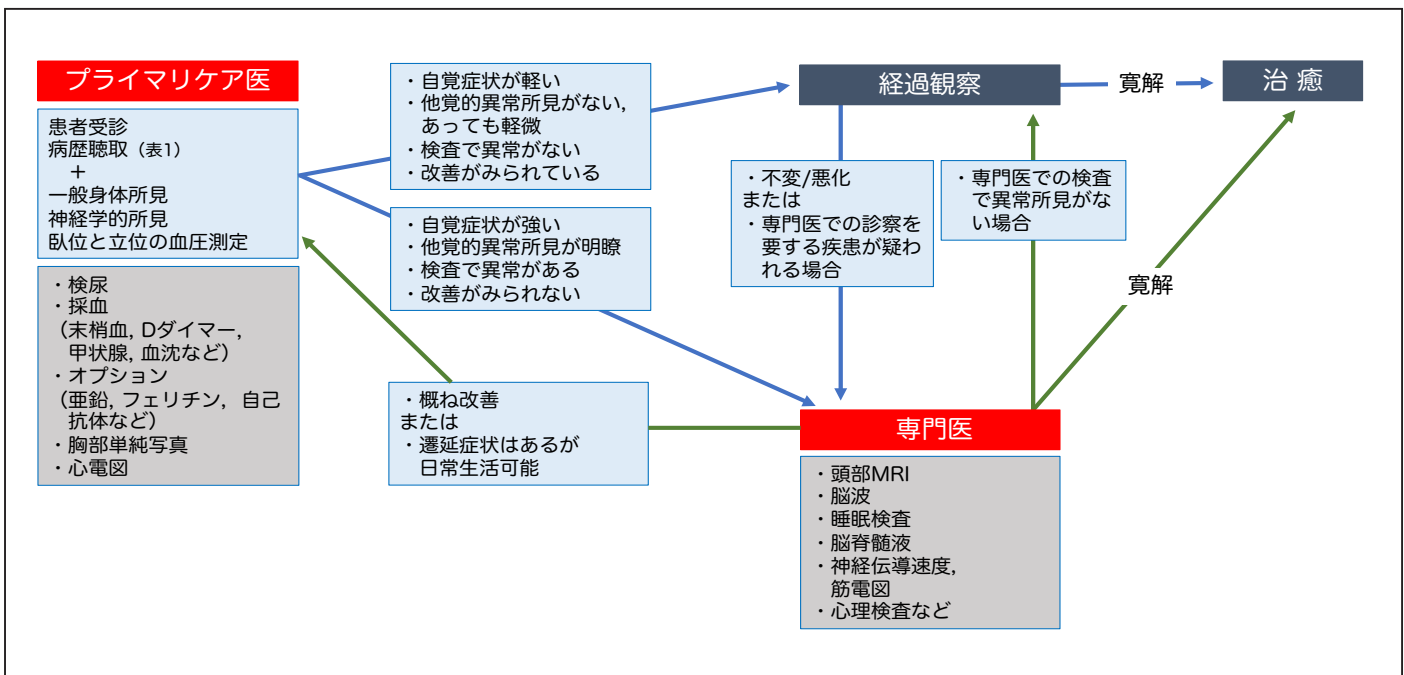 プライマリケア医
患者受診
病歴聴取（表1）
＋
一般身体所見
神経学的所見
臥位と立位の血圧測定
・検尿
・採血
（末梢血, Dダイマー,
甲状腺, 血沈など）
・オプション
（亜鉛, フェリチン, 自己
抗体など）
・胸部単純写真
・心電図
・自覚症状が軽い
・他覚的異常所見がない,
あっても軽微
・検査で異常がない
・改善がみられている
・自覚症状が強い
・他覚的異常所見が明瞭
・検査で異常がある
・改善がみられない
・概ね改善
または
・遷延症状はあるが
日常生活可能
経過観察
寛解
治 癒
・不変/悪化
または
・専門医での診察を
要する疾患が疑わ
れる場合
・専門医での検査
で異常所見がな
い場合
寛解
専門医
・頭部MRI
・脳波
・睡眠検査
・脳脊髄液
・神経伝導速度,
筋電図
・心理検査など